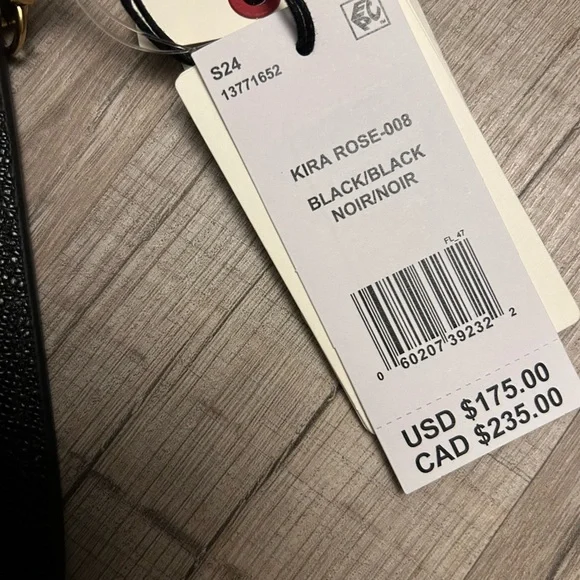 S24
13771652
EPC
KIRA ROSE-008
BLACK/BLACK
NOIR/NOIR
FL_47
0 60207 39232 2
USD $175.00
CAD $235.00